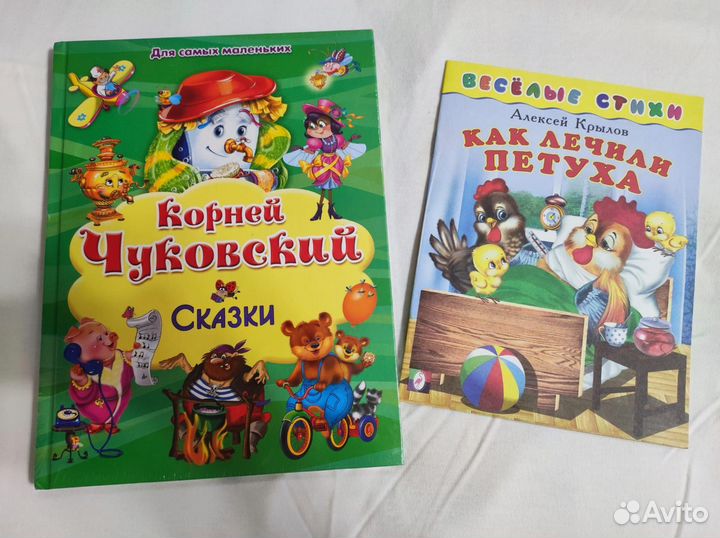 Для самых маленьких
Корней
Чуковский
Сказки
ВЕСЁЛЫЕ СТИХИ
Алексей Крылов
КАК ЛЕЧИЛИ
ПЕТУХА
Avito